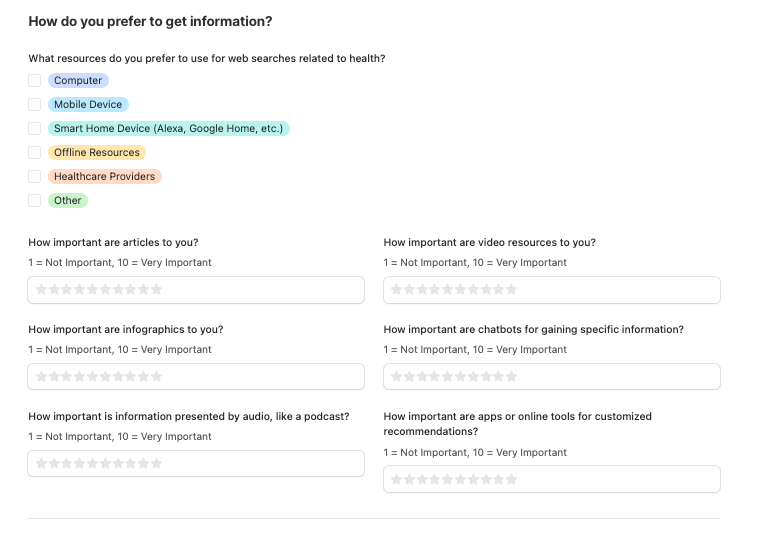 How do you prefer to get information?
What resources do you prefer to use for web searches related to health?
Computer
Mobile Device
Smart Home Device (Alexa, Google Home, etc.)
Offline Resources
Healthcare Providers
Other
How important are articles to you?
1 = Not Important, 10 = Very Important
How important are video resources to you?
1 = Not Important, 10 = Very Important
How important are infographics to you?
1 = Not Important, 10 = Very Important
How important are chatbots for gaining specific information?
1 = Not Important, 10 = Very Important
How important is information presented by audio, like a podcast?
1 = Not Important, 10 = Very Important
How important are apps or online tools for customized
recommendations?
1 = Not Important, 10 = Very Important